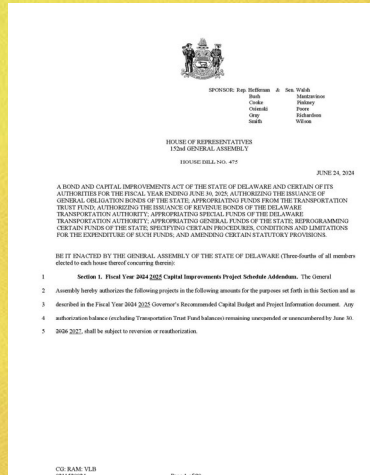 SPONSOR: Rep. Heffernan & Sen. Walsh
Bush Mantzavinos
Cooke Pinkney
Osienski Poore
Gray Richardson
Smith Wilson
HOUSE OF REPRESENTATIVES
152nd GENERAL ASSEMBLY
HOUSE BILL NO. 475
JUNE 24, 2024
A BOND AND CAPITAL IMPROVEMENTS ACT OF THE STATE OF DELAWARE AND CERTAIN OF ITS
AUTHORITIES FOR THE FISCAL YEAR ENDING JUNE 30, 2025; AUTHORIZING THE ISSUANCE OF
GENERAL OBLIGATION BONDS OF THE STATE; APPROPRIATING FUNDS FROM THE TRANSPORTATION
TRUST FUND; AUTHORIZING THE ISSUANCE OF REVENUE BONDS OF THE DELAWARE
TRANSPORTATION AUTHORITY; APPROPRIATING SPECIAL FUNDS OF THE DELAWARE
TRANSPORTATION AUTHORITY; APPROPRIATING GENERAL FUNDS OF THE STATE; REPROGRAMMING
CERTAIN FUNDS OF THE STATE; SPECIFYING CERTAIN PROCEDURES, CONDITIONS AND LIMITATIONS
FOR THE EXPENDITURE OF SUCH FUNDS; AND AMENDING CERTAIN STATUTORY PROVISIONS.
BE IT ENACTED BY THE GENERAL ASSEMBLY OF THE STATE OF DELAWARE (Three-fourths of all members
elected to each house thereof concurring therein):
1 Section 1. Fiscal Year 2024 2025 Capital Improvements Project Schedule Addendum. The General
2 Assembly hereby authorizes the following projects in the following amounts for the purposes set forth in this Section and as
3 described in the Fiscal Year 2024 2025 Governor's Recommended Capital Budget and Project Information document. Any
4 authorization balance (excluding Transportation Trust Fund balances) remaining unexpended or unencumbered by June 30,
5 2026 2027, shall be subject to reversion or reauthorization.
CG: RAM: VLB